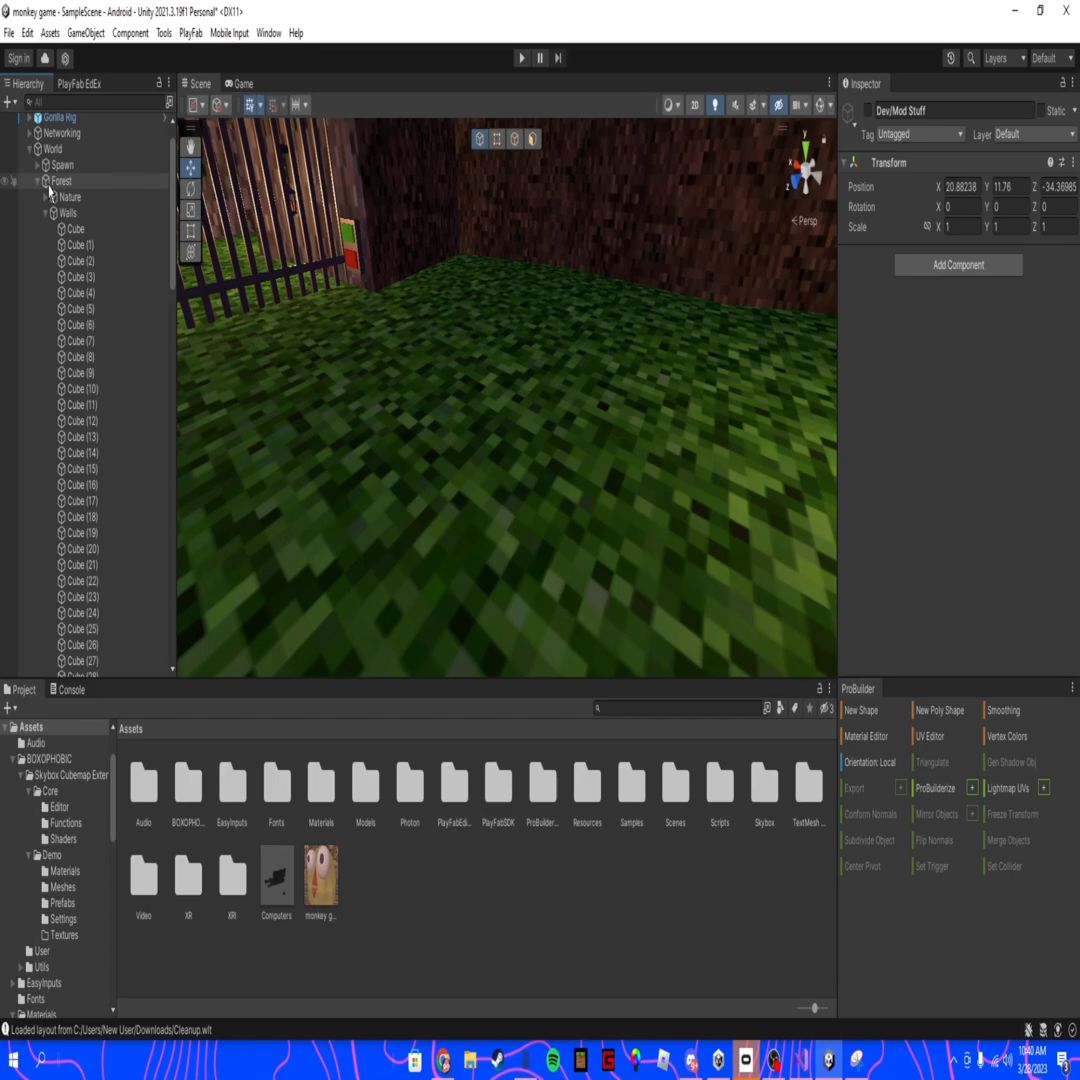 monkey game - SampleScene - Android - Unity 2021.3.19f1 Personal* <DX11>
File Edit Assets GameObject Component Tools PlayFab Mobile Input Window Help
Sign in
Layers
Default
Hierarchy
PlayFab EdEx
All
Gorilla Rig
Networking
World
Spawn
Forest
Nature
Walls
Cube
Cube (1)
Cube (2)
Cube (3)
Cube (4)
Cube (5)
Cube (6)
Cube (7)
Cube (8)
Cube (9)
Cube (10)
Cube (11)
Cube (12)
Cube (13)
Cube (14)
Cube (15)
Cube (16)
Cube (17)
Cube (18)
Cube (19)
Cube (20)
Cube (21)
Cube (22)
Cube (23)
Cube (24)
Cube (25)
Cube (26)
Cube (27)
Cube (28)
Scene
Game
2D
y
x
z
Persp
Inspector
Dev/Mod Stuff
Static
Tag Untagged Layer Default
Transform
Position X 20.88238 Y 11.76 Z -34.36985
Rotation X 0 Y 0 Z 0
Scale X 1 Y 1 Z 1
Add Component
Project
Console
3
Assets
Audio
BOXOPHOBIC
Skybox Cubemap Exter
Core
Editor
Functions
Shaders
Demo
Materials
Meshes
Prefabs
Settings
Textures
User
Utils
EasyInputs
Fonts
Materials
Assets
Audio BOXOPHO... EasyInputs Fonts Materials Models Photon PlayFabEdi... PlayFabSDK ProBuilder... Resources Samples Scenes Scripts Skybox TextMesh ...
Video XR XRI Computers monkey g...
ProBuilder
New Shape New Poly Shape Smoothing
Material Editor UV Editor Vertex Colors
Orientation: Local Triangulate Gen Shadow Obj
Export + ProBuilderize + Lightmap UVs +
Conform Normals Mirror Objects + Freeze Transform
Subdivide Object Flip Normals Merge Objects
Center Pivot Set Trigger Set Collider
Loaded layout from C:/Users/New User/Downloads/Cleanup.wlt
10:40 AM
3/28/2023
3